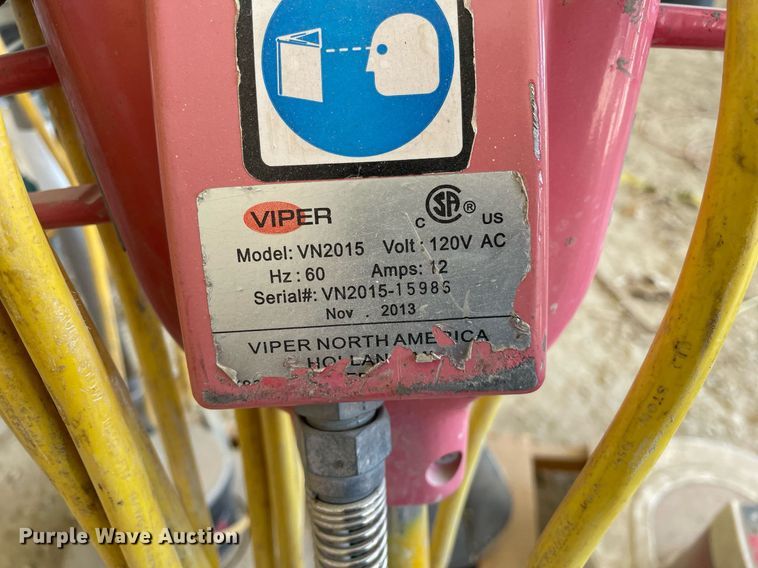 VIPER
CSA ® C US
Model: VN2015 Volt: 120V AC
Hz: 60 Amps: 12
Serial#: VN2015-15986
Nov. 2013
VIPER NORTH AMERICA
Purple Wave Auction